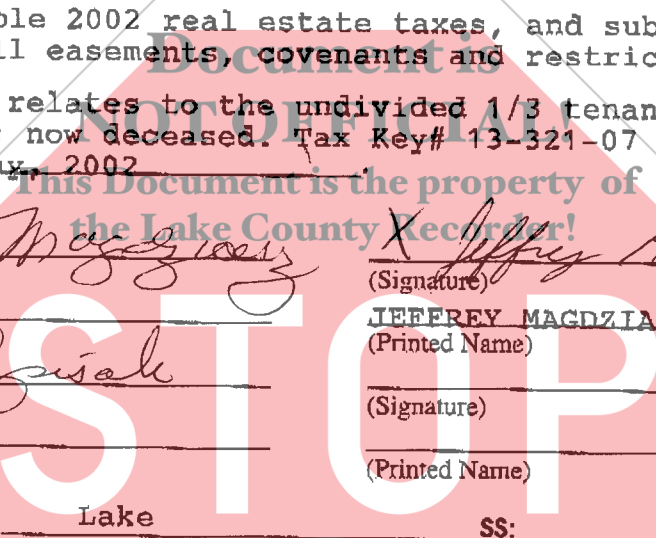 ble 2002 real estate taxes, and sub
ll easements, covenants and restric
Document is
relates to the undivided 1/3 tenan
NOT OFFICIAL!
now deceased. Tax Key# 13-321-07
2002
This Document is the property of
the Lake County Recorder!
X Jeffrey
(Signature)
JEFFREY MAGDZIA
(Printed Name)
STOP
(Signature)
(Printed Name)
Lake SS: